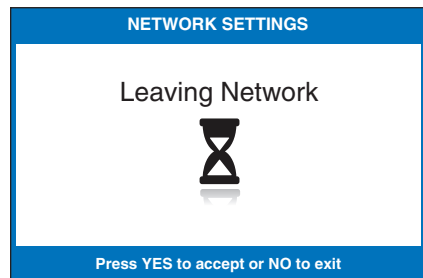 NETWORK SETTINGS
Leaving Network
Press YES to accept or NO to exit